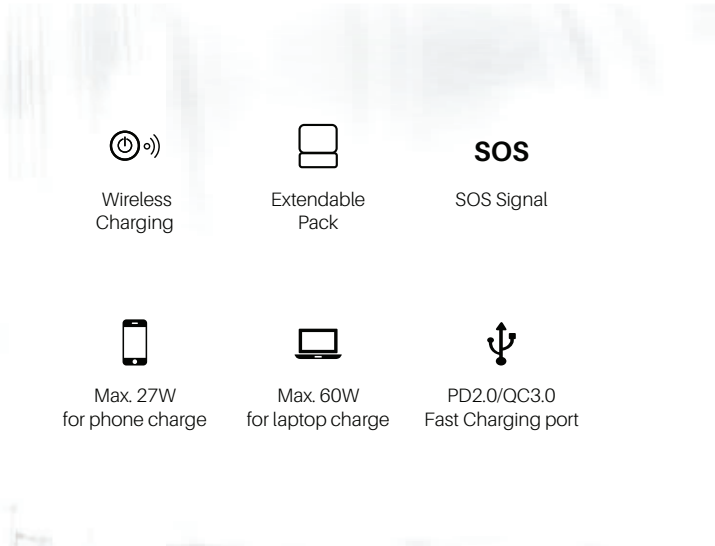 Wireless
Charging
Extendable
Pack
SOS
SOS Signal
Max. 27W
for phone charge
Max. 60W
for laptop charge
PD2.0/QC3.0
Fast Charging port